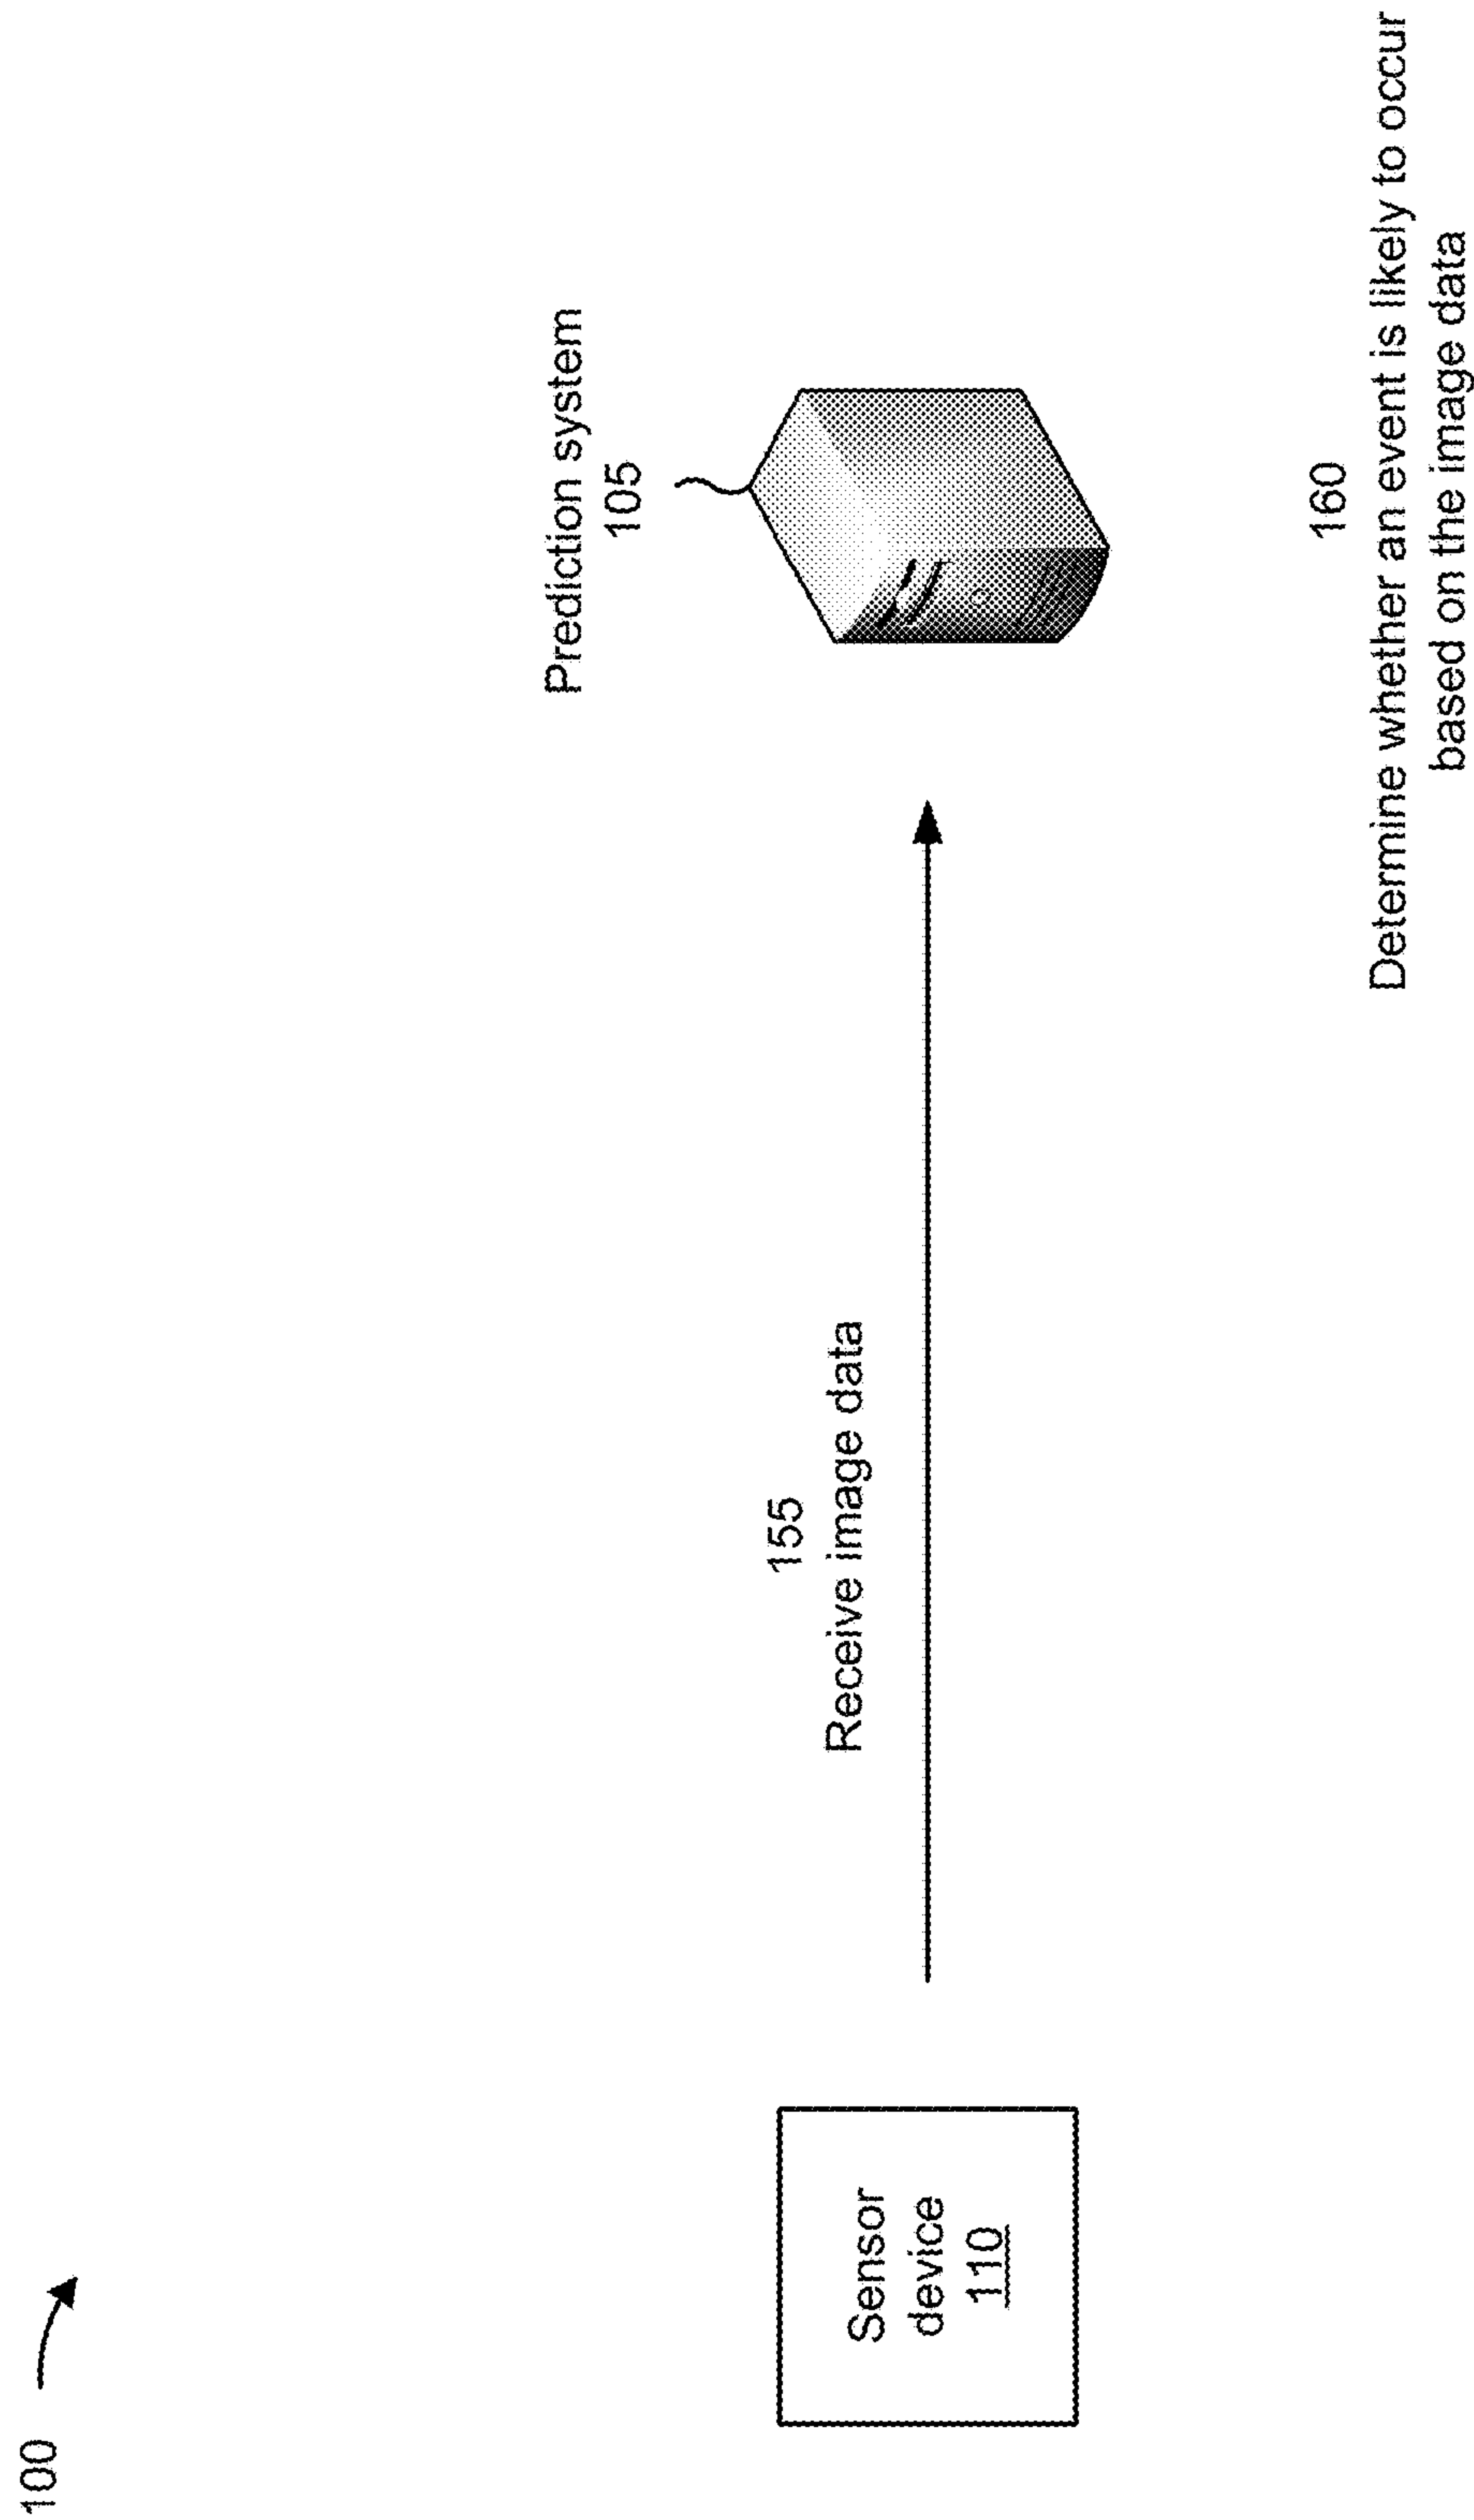 100
Prediction system
105
155
Receive image data
Sensor
device
110
160
Determine whether an event is likely to occur
based on the image data